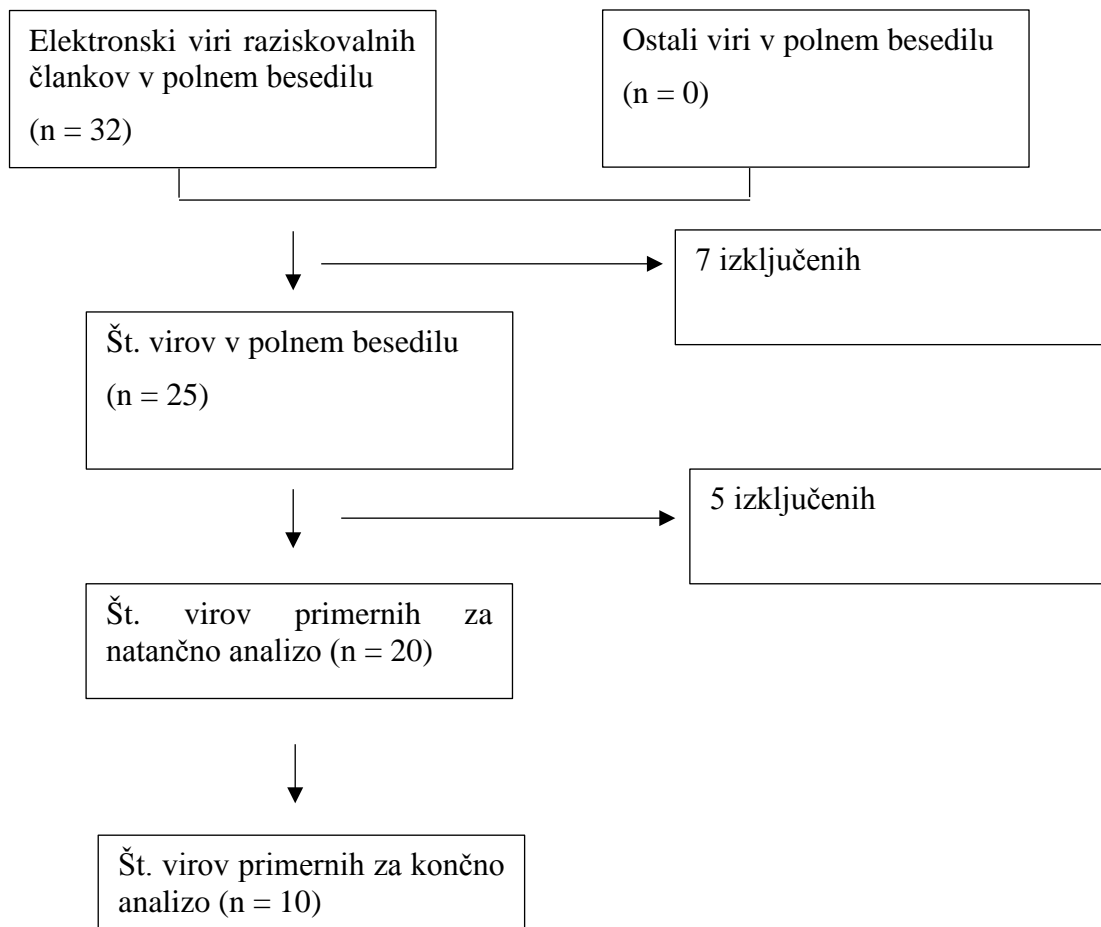 Elektronski viri raziskovalnih
člankov v polnem besedilu
(n = 32)
Ostali viri v polnem besedilu
(n = 0)
7 izključenih
Št. virov v polnem besedilu
(n = 25)
5 izključenih
Št. virov primernih za
natančno analizo (n = 20)
Št. virov primernih za končno
analizo (n = 10)